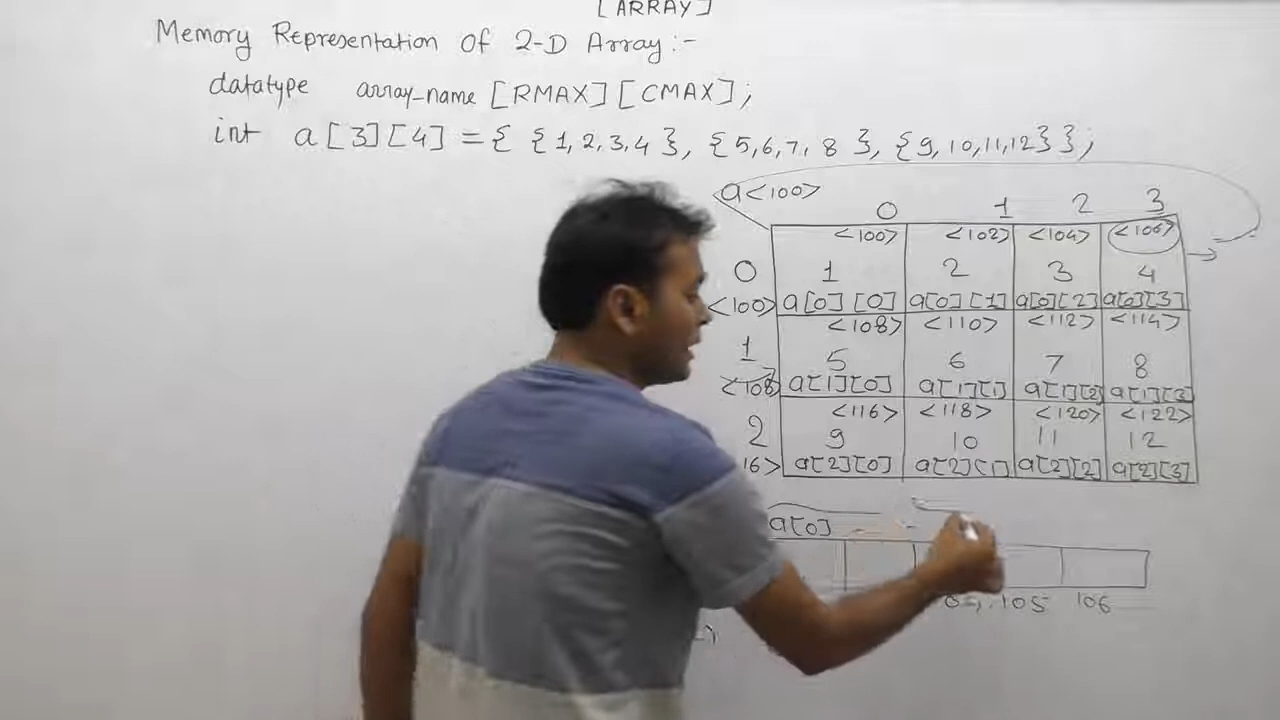 [ARRAY]
Memory Representation Of 2-D Array:-
datatype array-name [RMAX][CMAX];
int a[3][4] = { {1,2,3,4}, {5,6,7,8}, {9,10,11,12} };
a<100>
0 1 2 3
<100> <102> <104> <106>
0 1 2 3 4
<100> a[0][0] a[0][1] a[0][2] a[0][3]
<108> <110> <112> <114>
1 5 6 7 8
<108> a[1][0] a[1][1] a[1][2] a[1][3]
<116> <118> <120> <122>
2 9 10 11 12
16> a[2][0] a[2][1] a[2][2] a[2][3]
a[0]
105 106